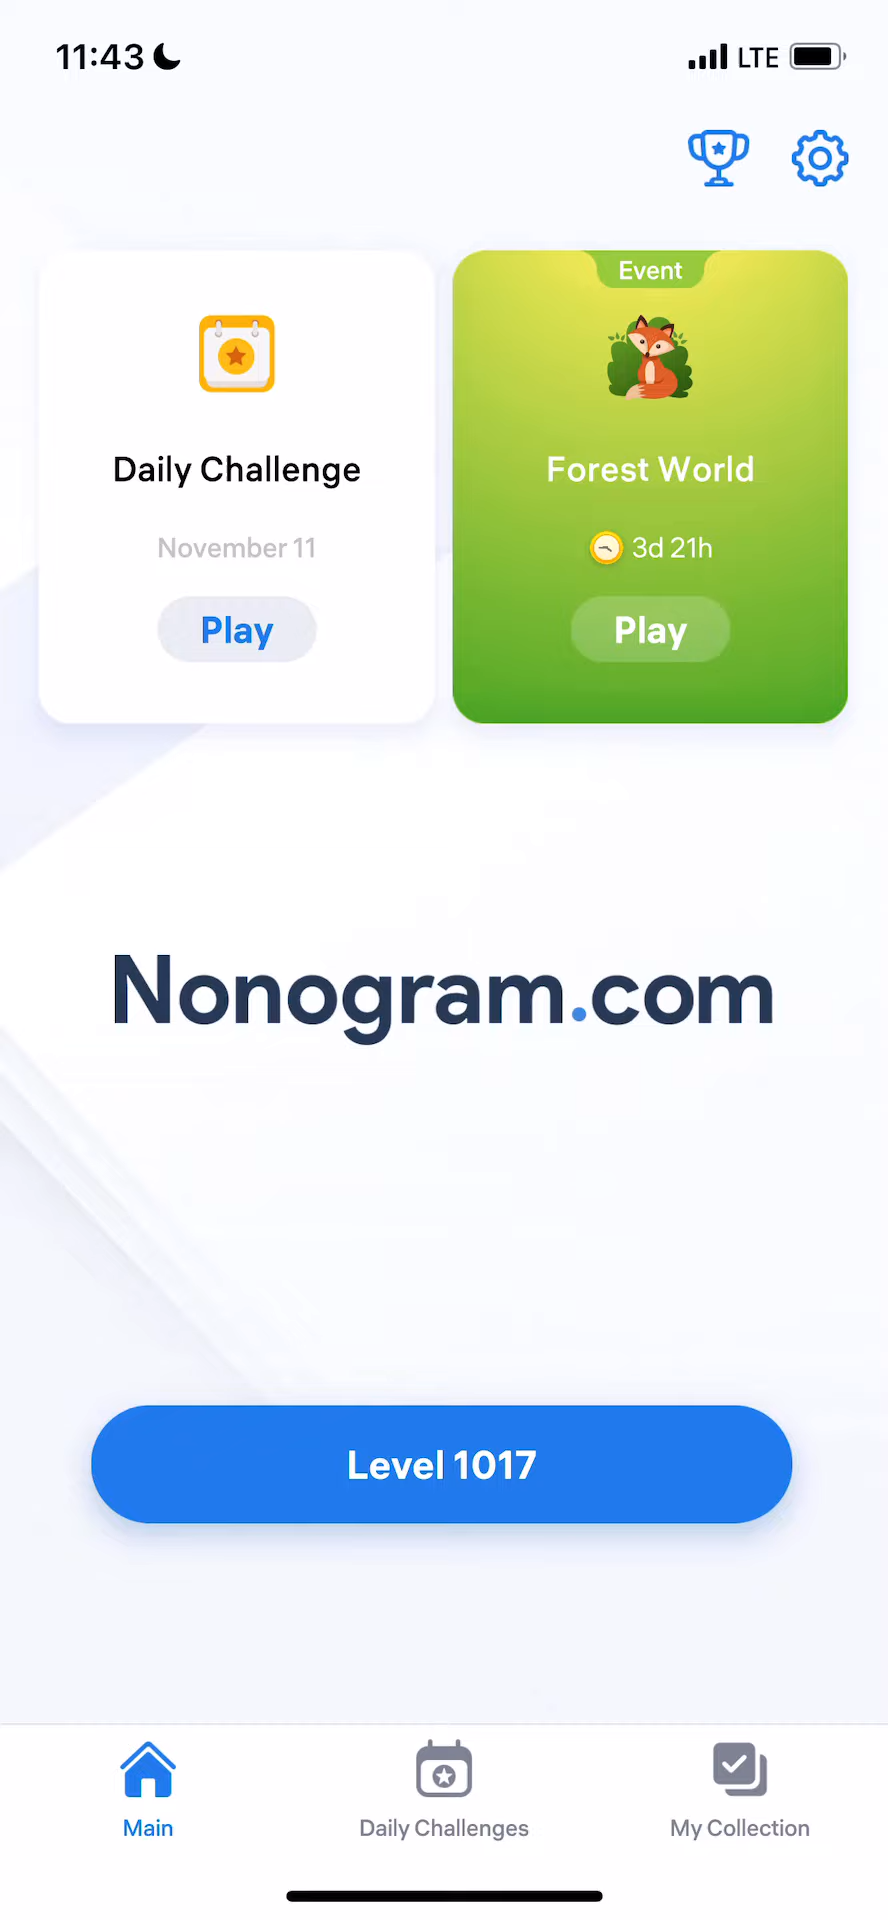 11:43
LTE
Event
Daily Challenge
Forest World
November 11
3d 21h
Play
Play
Nonogram.com
Level 1017
Main
Daily Challenges
My Collection